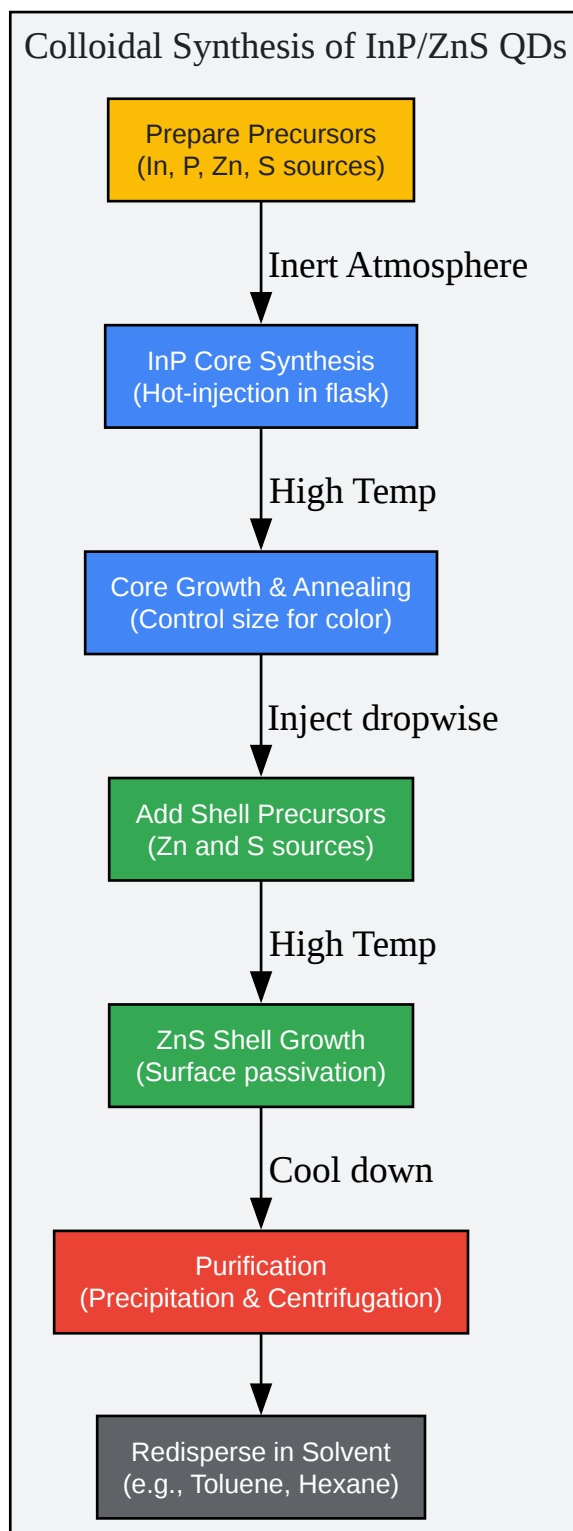 Colloidal Synthesis of InP/ZnS QDs
Prepare Precursors
(In, P, Zn, S sources)
Inert Atmosphere
InP Core Synthesis
(Hot-injection in flask)
High Temp
Core Growth & Annealing
(Control size for color)
Inject dropwise
Add Shell Precursors
(Zn and S sources)
High Temp
ZnS Shell Growth
(Surface passivation)
Cool down
Purification
(Precipitation & Centrifugation)
Redisperse in Solvent
(e.g., Toluene, Hexane)